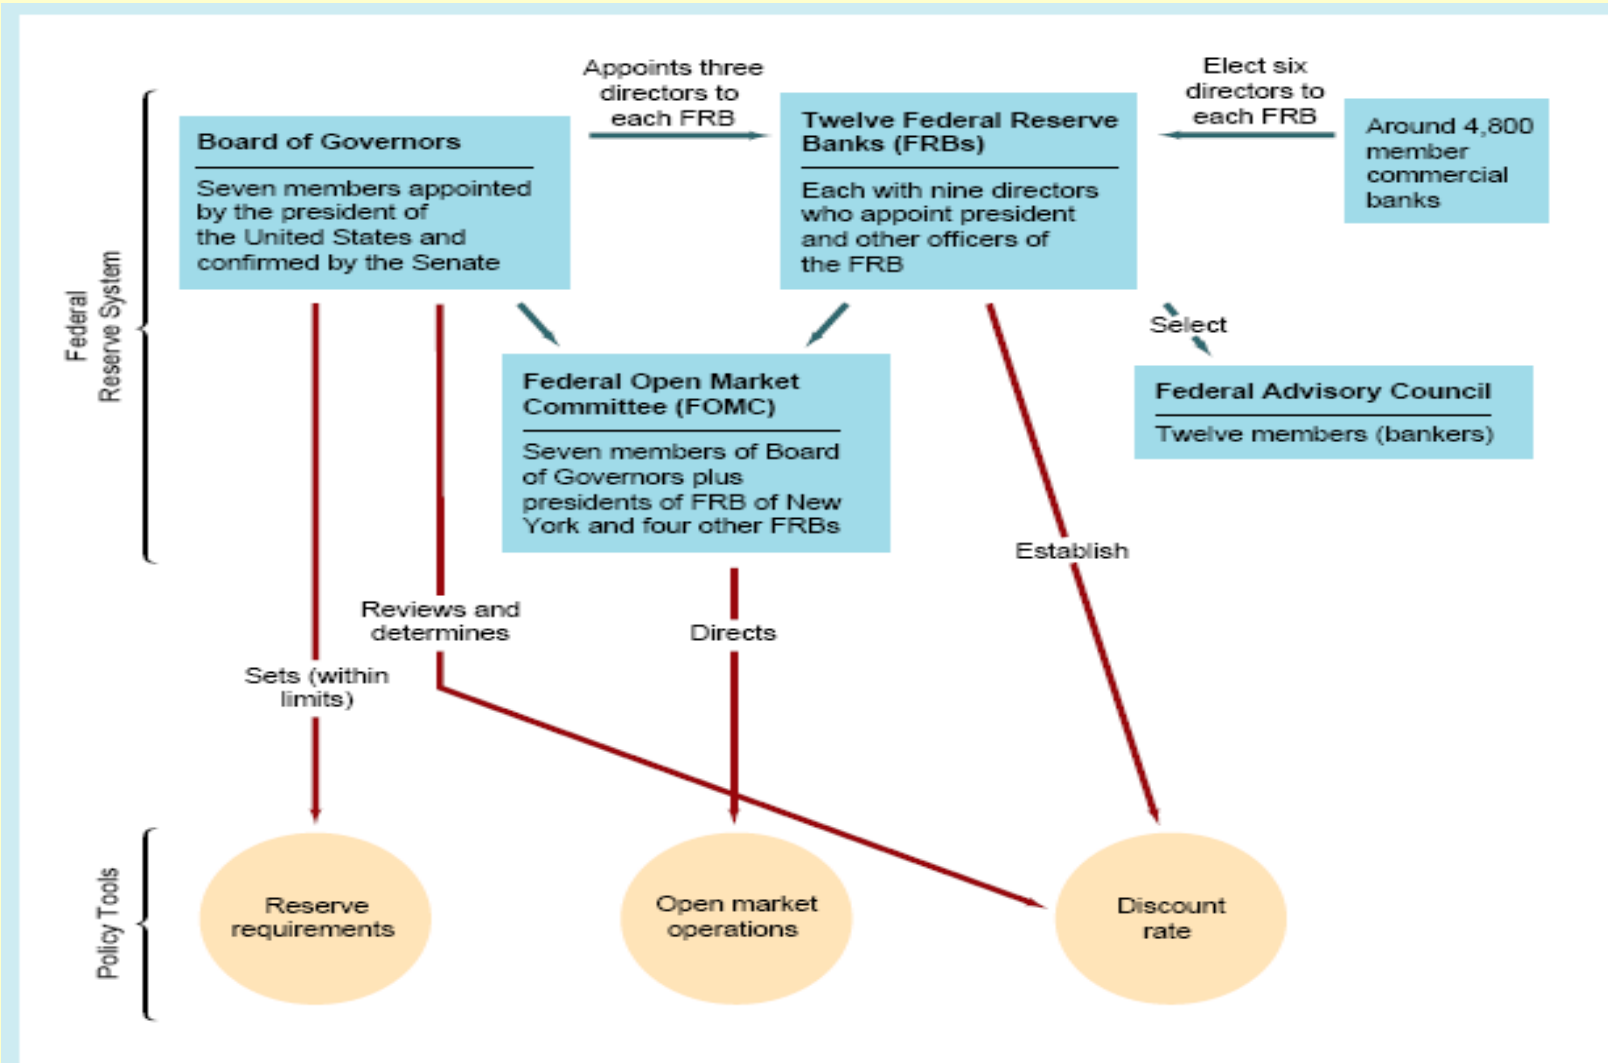 Appoints three
directors to
each FRB
Elect six
directors to
each FRB
Federal
Reserve System
Board of Governors
Seven members appointed
by the president of
the United States and
confirmed by the Senate
Twelve Federal Reserve
Banks (FRBs)
Each with nine directors
who appoint president
and other officers of
the FRB
Around 4,800
member
commercial
banks
Select
Federal Open Market
Committee (FOMC)
Seven members of Board
of Governors plus
presidents of FRB of New
York and four other FRBs
Federal Advisory Council
Twelve members (bankers)
Establish
Reviews and
determines
Directs
Sets (within
limits)
Policy Tools
Reserve
requirements
Open market
operations
Discount
rate